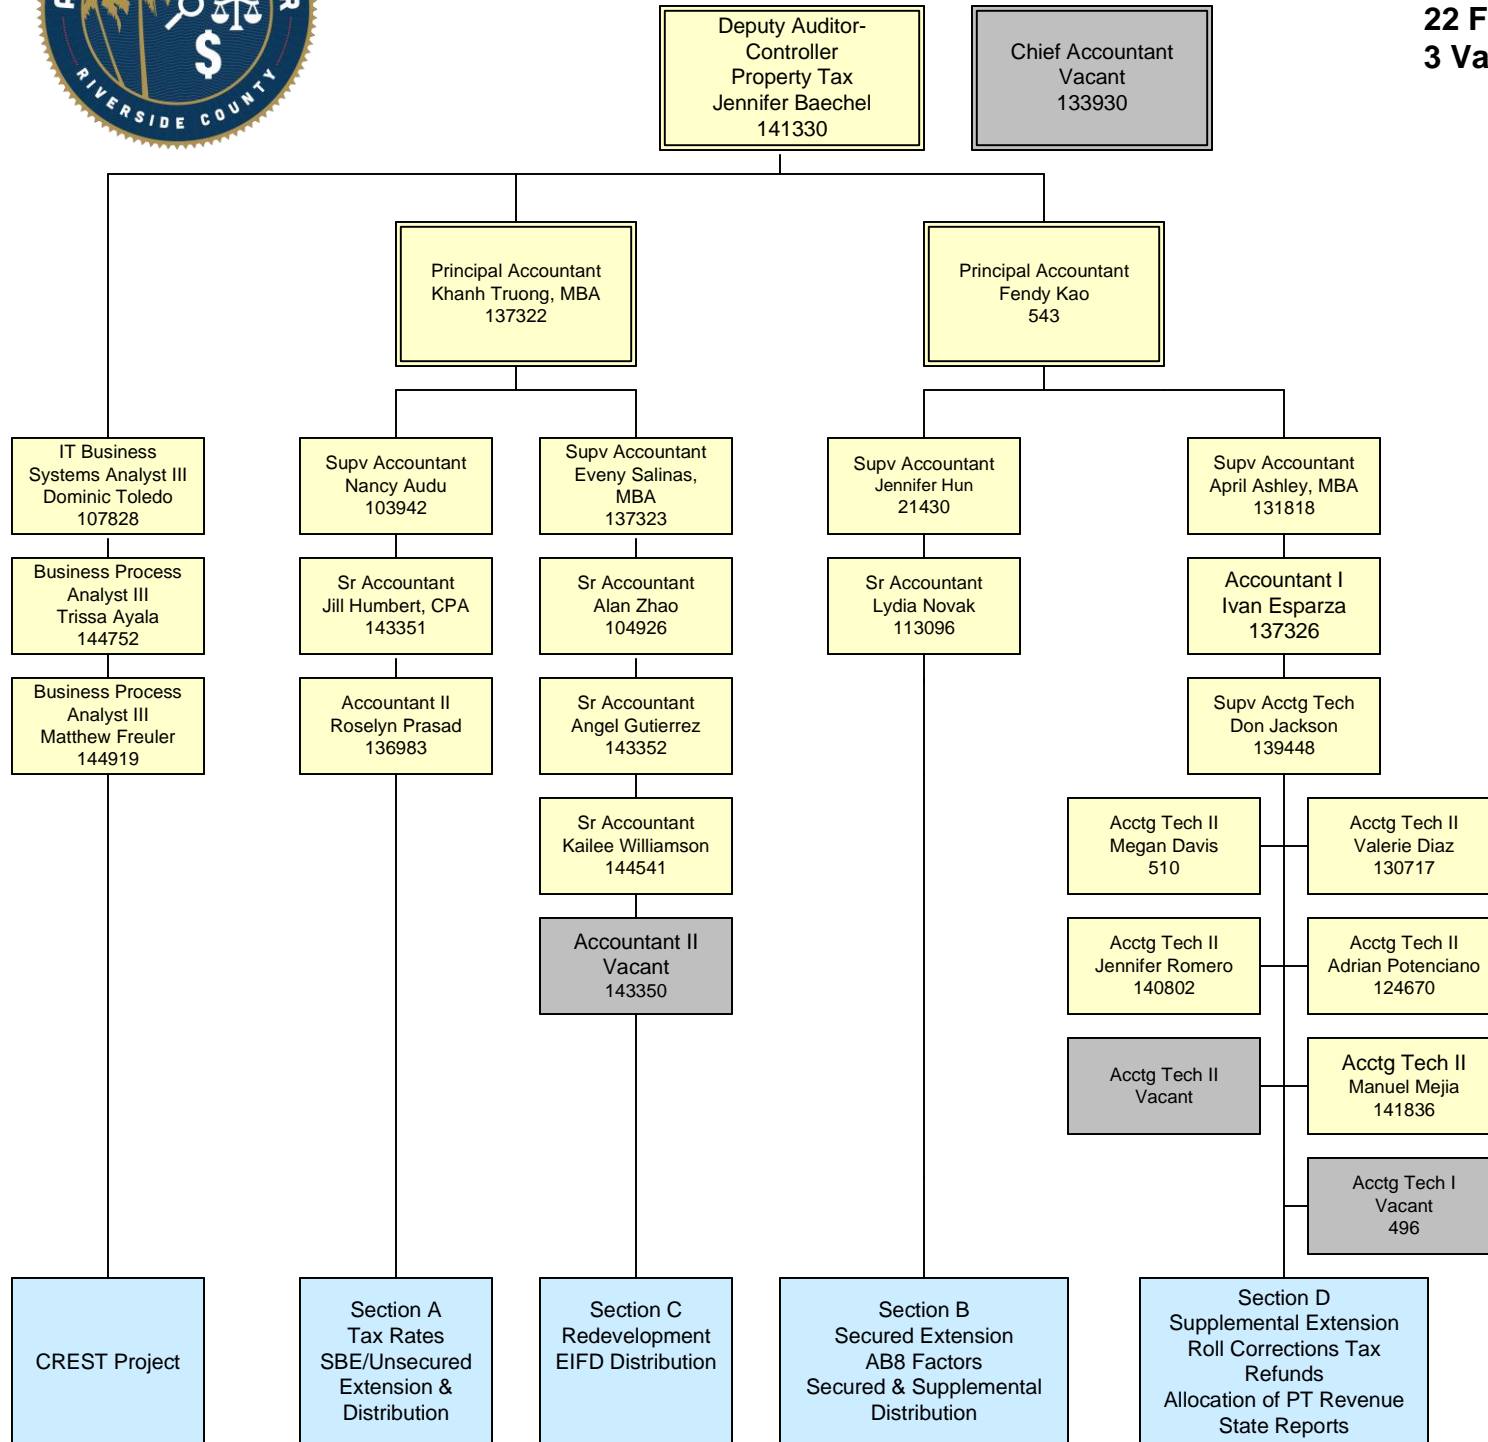 RIVERSIDE COUNTY
$
22 F
3 Va
Deputy Auditor-
Controller
Property Tax
Jennifer Baechel
141330
Chief Accountant
Vacant
133930
Principal Accountant
Khanh Truong, MBA
137322
Principal Accountant
Fendy Kao
543
IT Business
Systems Analyst III
Dominic Toledo
107828
Supv Accountant
Nancy Audu
103942
Supv Accountant
Eveny Salinas,
MBA
137323
Supv Accountant
Jennifer Hun
21430
Supv Accountant
April Ashley, MBA
131818
Business Process
Analyst III
Trissa Ayala
144752
Sr Accountant
Jill Humbert, CPA
143351
Sr Accountant
Alan Zhao
104926
Sr Accountant
Lydia Novak
113096
Accountant I
Ivan Esparza
137326
Business Process
Analyst III
Matthew Freuler
144919
Accountant II
Roselyn Prasad
136983
Sr Accountant
Angel Gutierrez
143352
Supv Acctg Tech
Don Jackson
139448
Sr Accountant
Kailee Williamson
144541
Acctg Tech II
Megan Davis
510
Acctg Tech II
Valerie Diaz
130717
Accountant II
Vacant
143350
Acctg Tech II
Jennifer Romero
140802
Acctg Tech II
Adrian Potenciano
124670
Acctg Tech II
Vacant
Acctg Tech II
Manuel Mejia
141836
Acctg Tech I
Vacant
496
CREST Project
Section A
Tax Rates
SBE/Unsecured
Extension &
Distribution
Section C
Redevelopment
EIFD Distribution
Section B
Secured Extension
AB8 Factors
Secured & Supplemental
Distribution
Section D
Supplemental Extension
Roll Corrections Tax
Refunds
Allocation of PT Revenue
State Reports